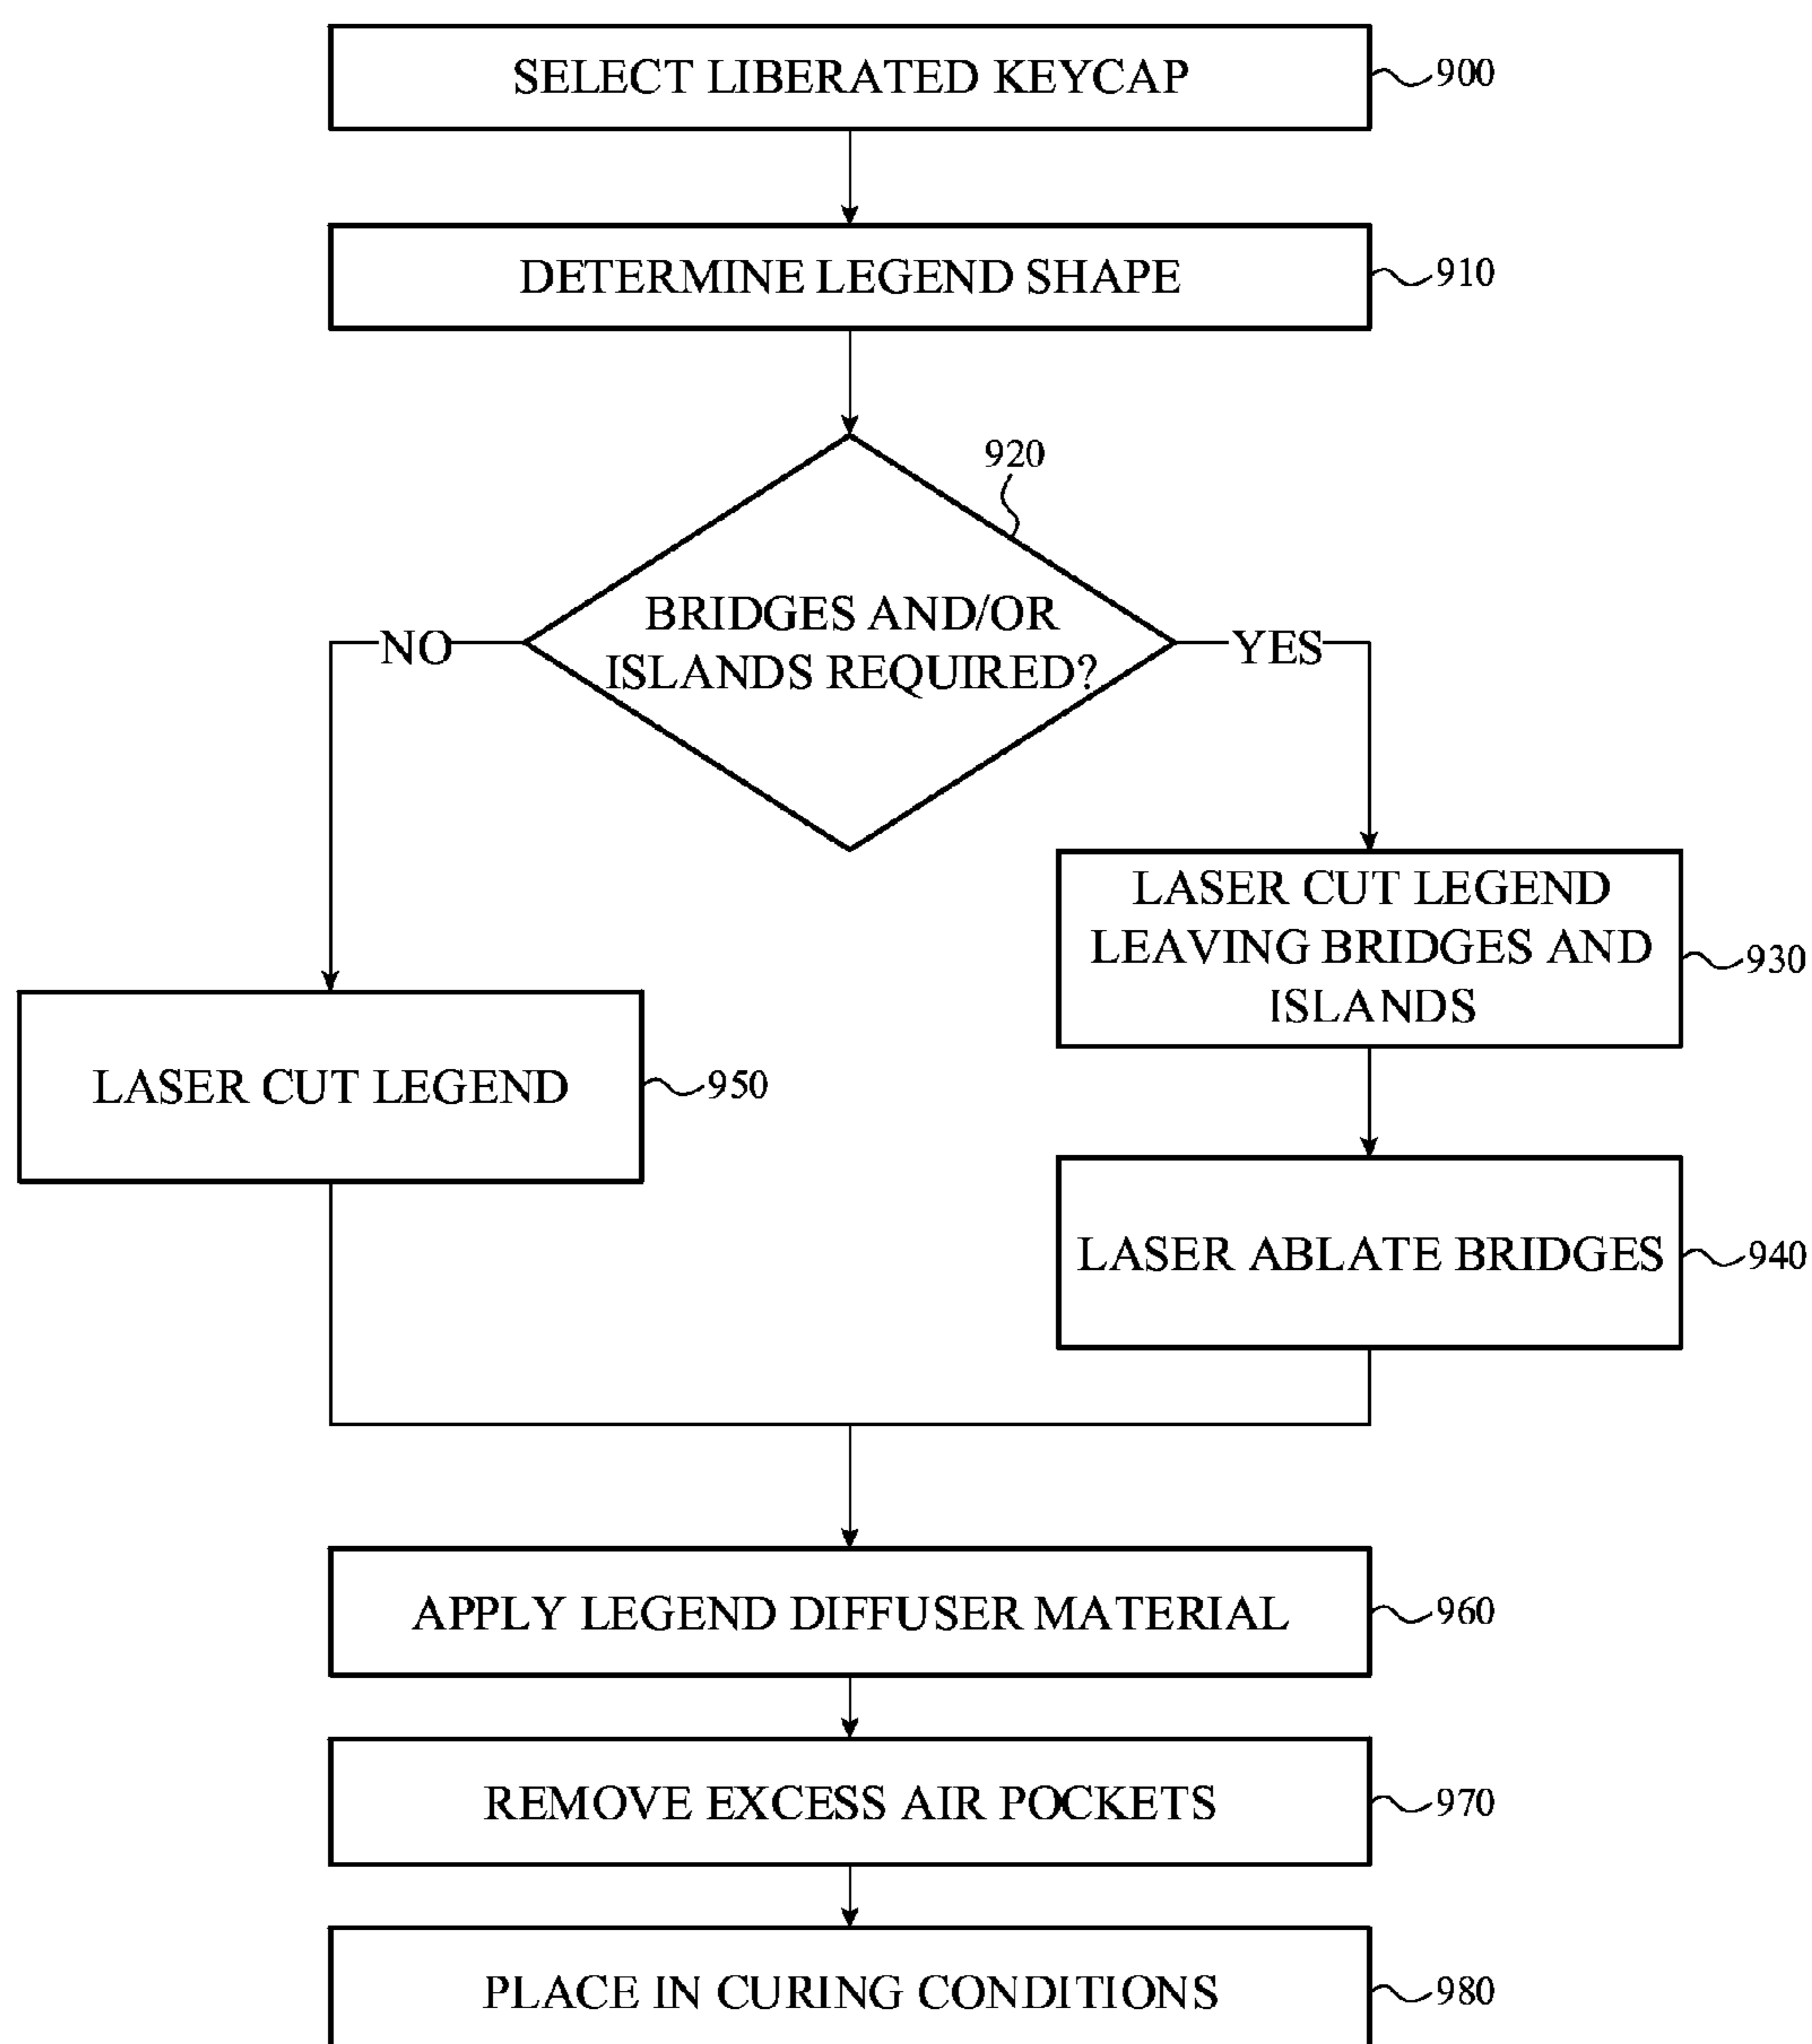 SELECT LIBERATED KEYCAP
900
DETERMINE LEGEND SHAPE
910
920
BRIDGES AND/OR
ISLANDS REQUIRED?
NO
YES
LASER CUT LEGEND
LEAVING BRIDGES AND
ISLANDS
930
LASER CUT LEGEND
950
LASER ABLATE BRIDGES
940
APPLY LEGEND DIFFUSER MATERIAL
960
REMOVE EXCESS AIR POCKETS
970
PLACE IN CURING CONDITIONS
980